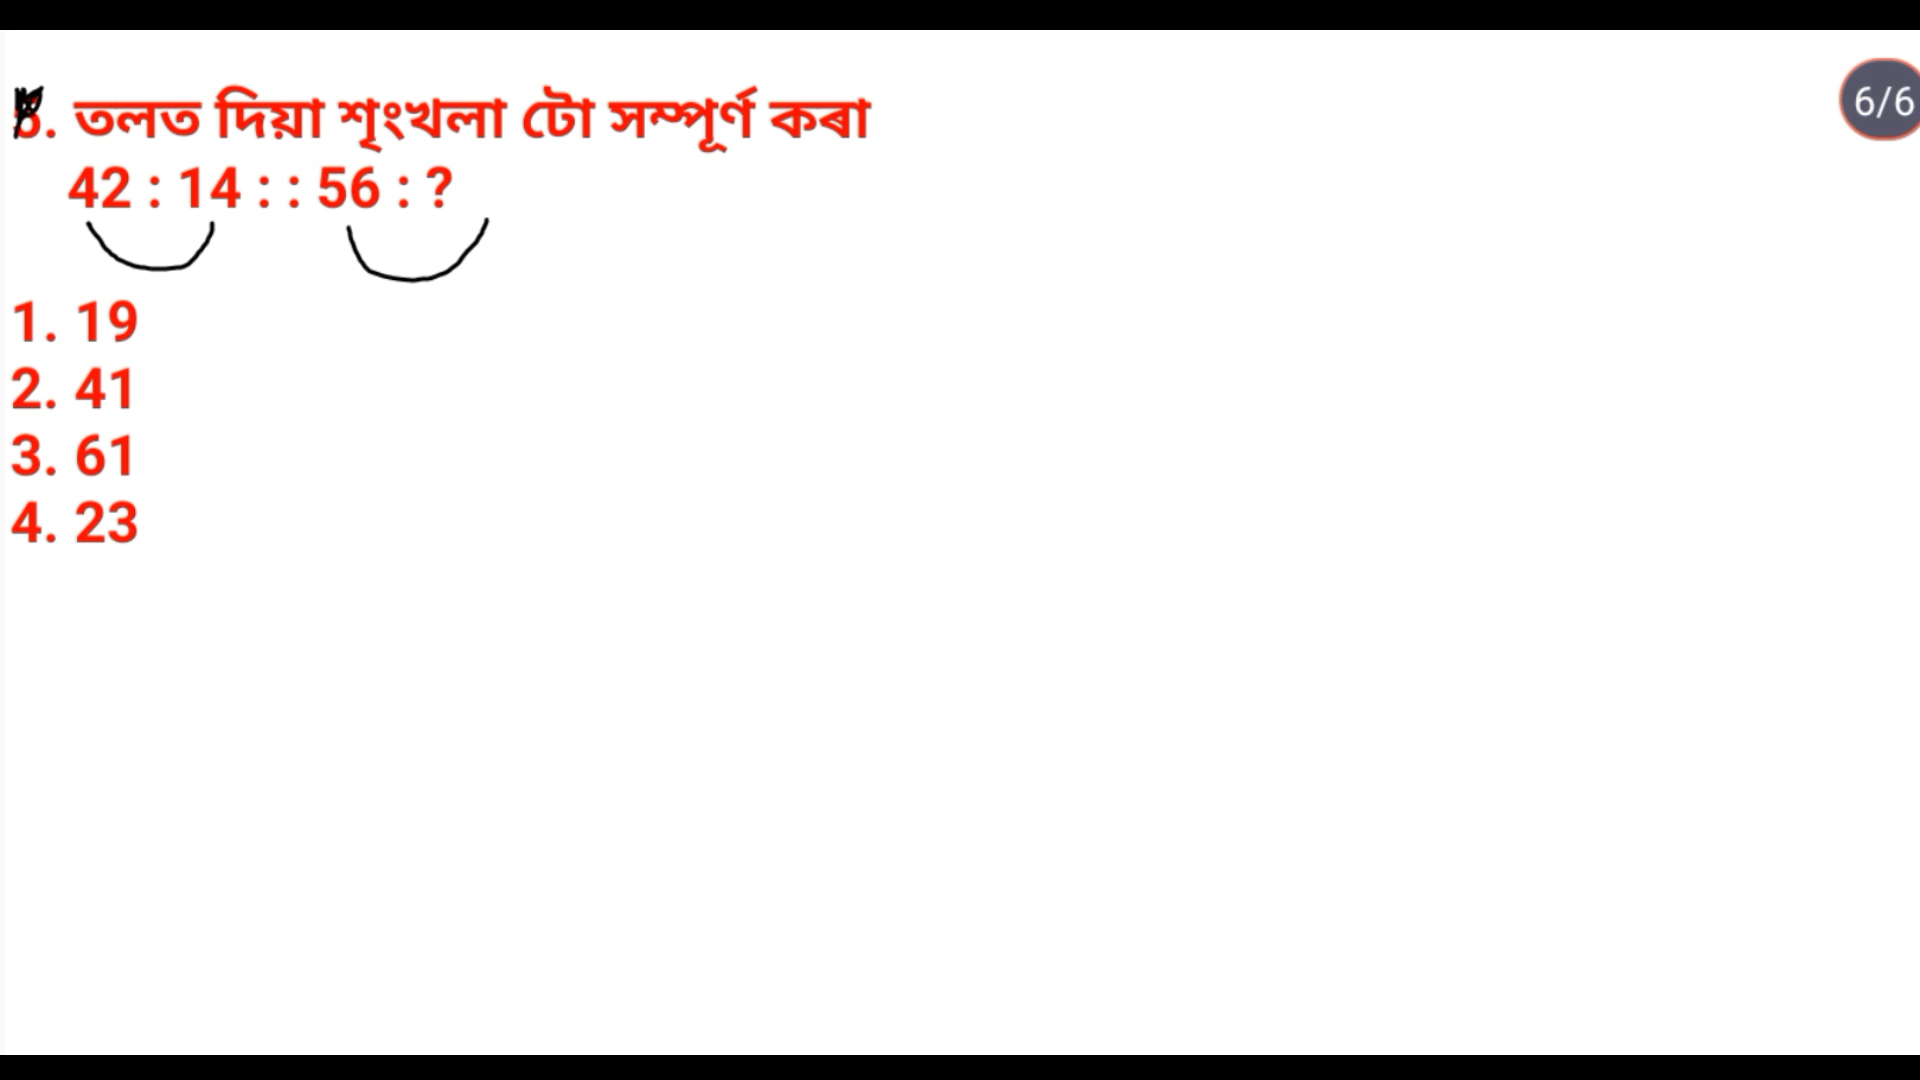 . তলত দিয়া শৃংখলা টো সম্পূৰ্ণ কৰা
6/6
42 : 14 : : 56 : ?
1. 19
2. 41
3. 61
4. 23